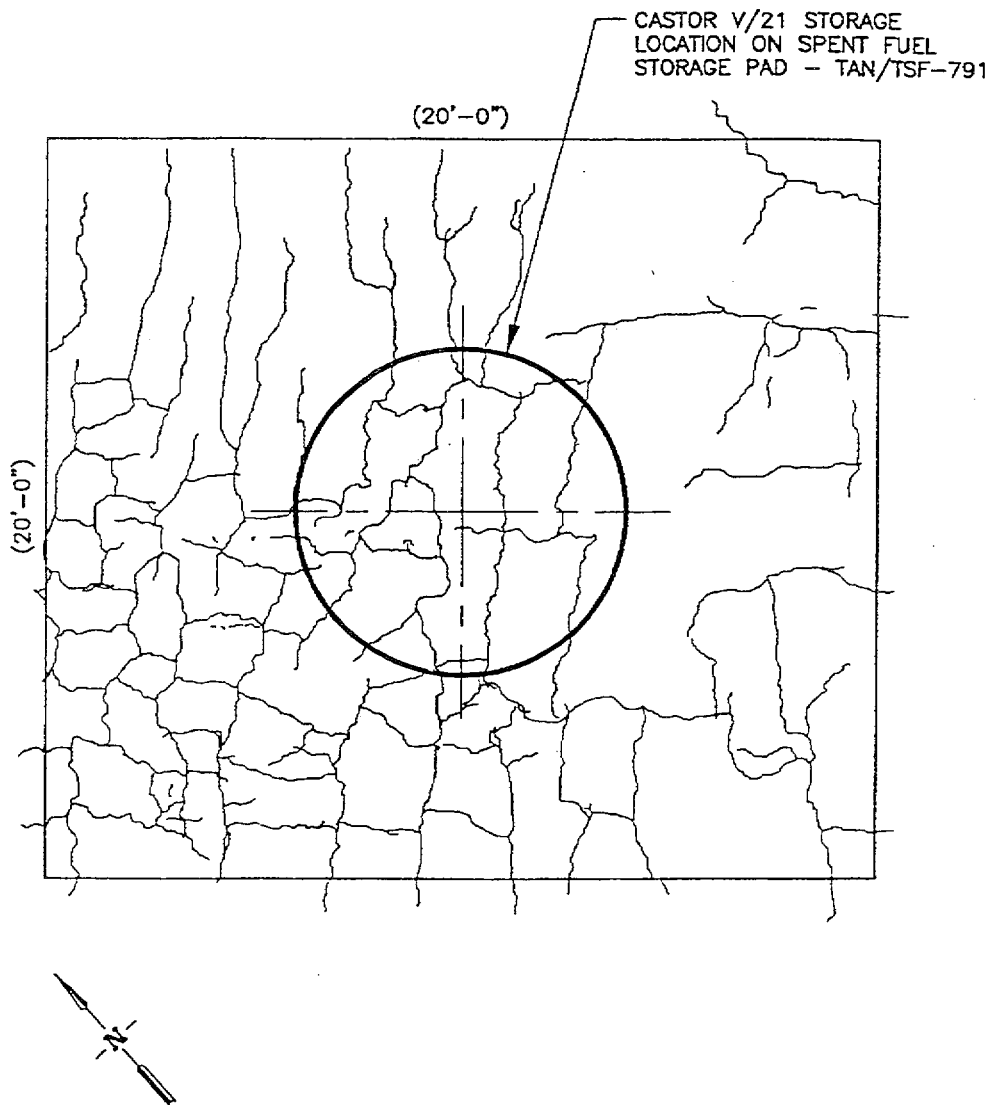 CASTOR V/21 STORAGE
LOCATION ON SPENT FUEL
STORAGE PAD - TAN/TSF-791
(20'-0")
(20'-0")
N